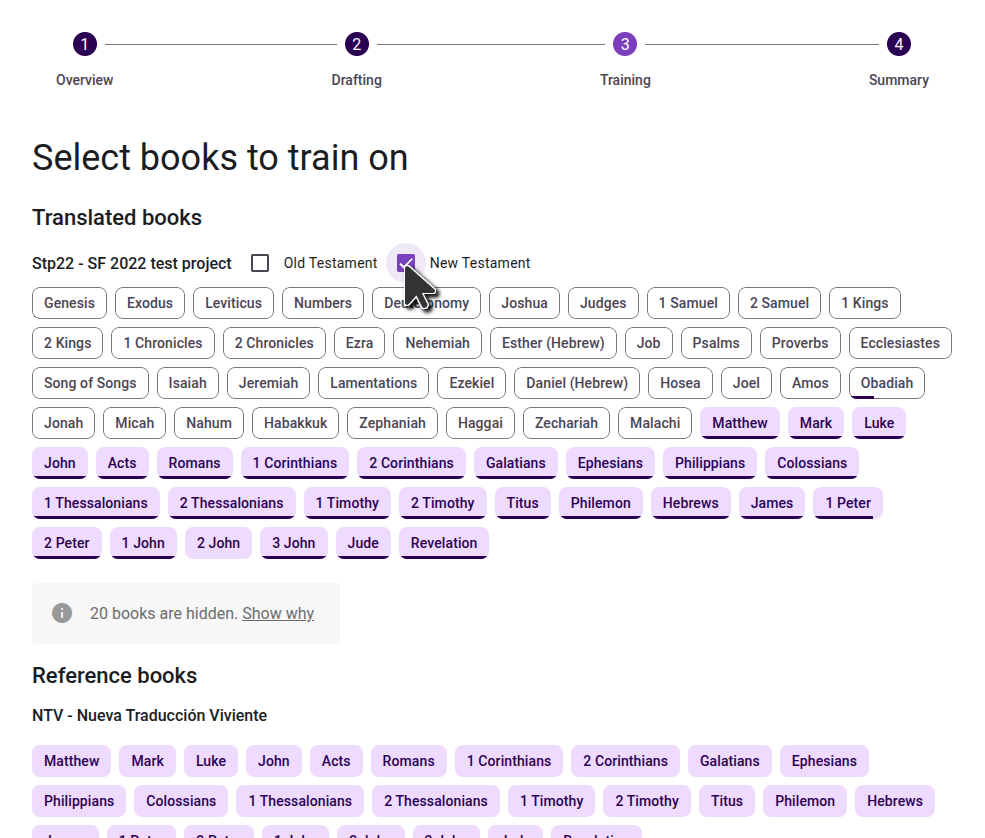 1 2 3 4
Overview Drafting Training Summary
Select books to train on
Translated books
Stp22 - SF 2022 test project Old Testament New Testament
Genesis Exodus Leviticus Numbers Joshua Judges 1 Samuel 2 Samuel 1 Kings
2 Kings 1 Chronicles 2 Chronicles Ezra Nehemiah Esther (Hebrew) Job Psalms Proverbs Ecclesiastes
Song of Songs Isaiah Jeremiah Lamentations Ezekiel Daniel (Hebrew) Hosea Joel Amos Obadiah
Jonah Micah Nahum Habakkuk Zephaniah Haggai Zechariah Malachi Matthew Mark Luke
John Acts Romans 1 Corinthians 2 Corinthians Galatians Ephesians Philippians Colossians
1 Thessalonians 2 Thessalonians 1 Timothy 2 Timothy Titus Philemon Hebrews James 1 Peter
2 Peter 1 John 2 John 3 John Jude Revelation
20 books are hidden. Show why
Reference books
NTV - Nueva Traducción Viviente
Matthew Mark Luke John Acts Romans 1 Corinthians 2 Corinthians Galatians Ephesians
Philippians Colossians 1 Thessalonians 2 Thessalonians 1 Timothy 2 Timothy Titus Philemon Hebrews